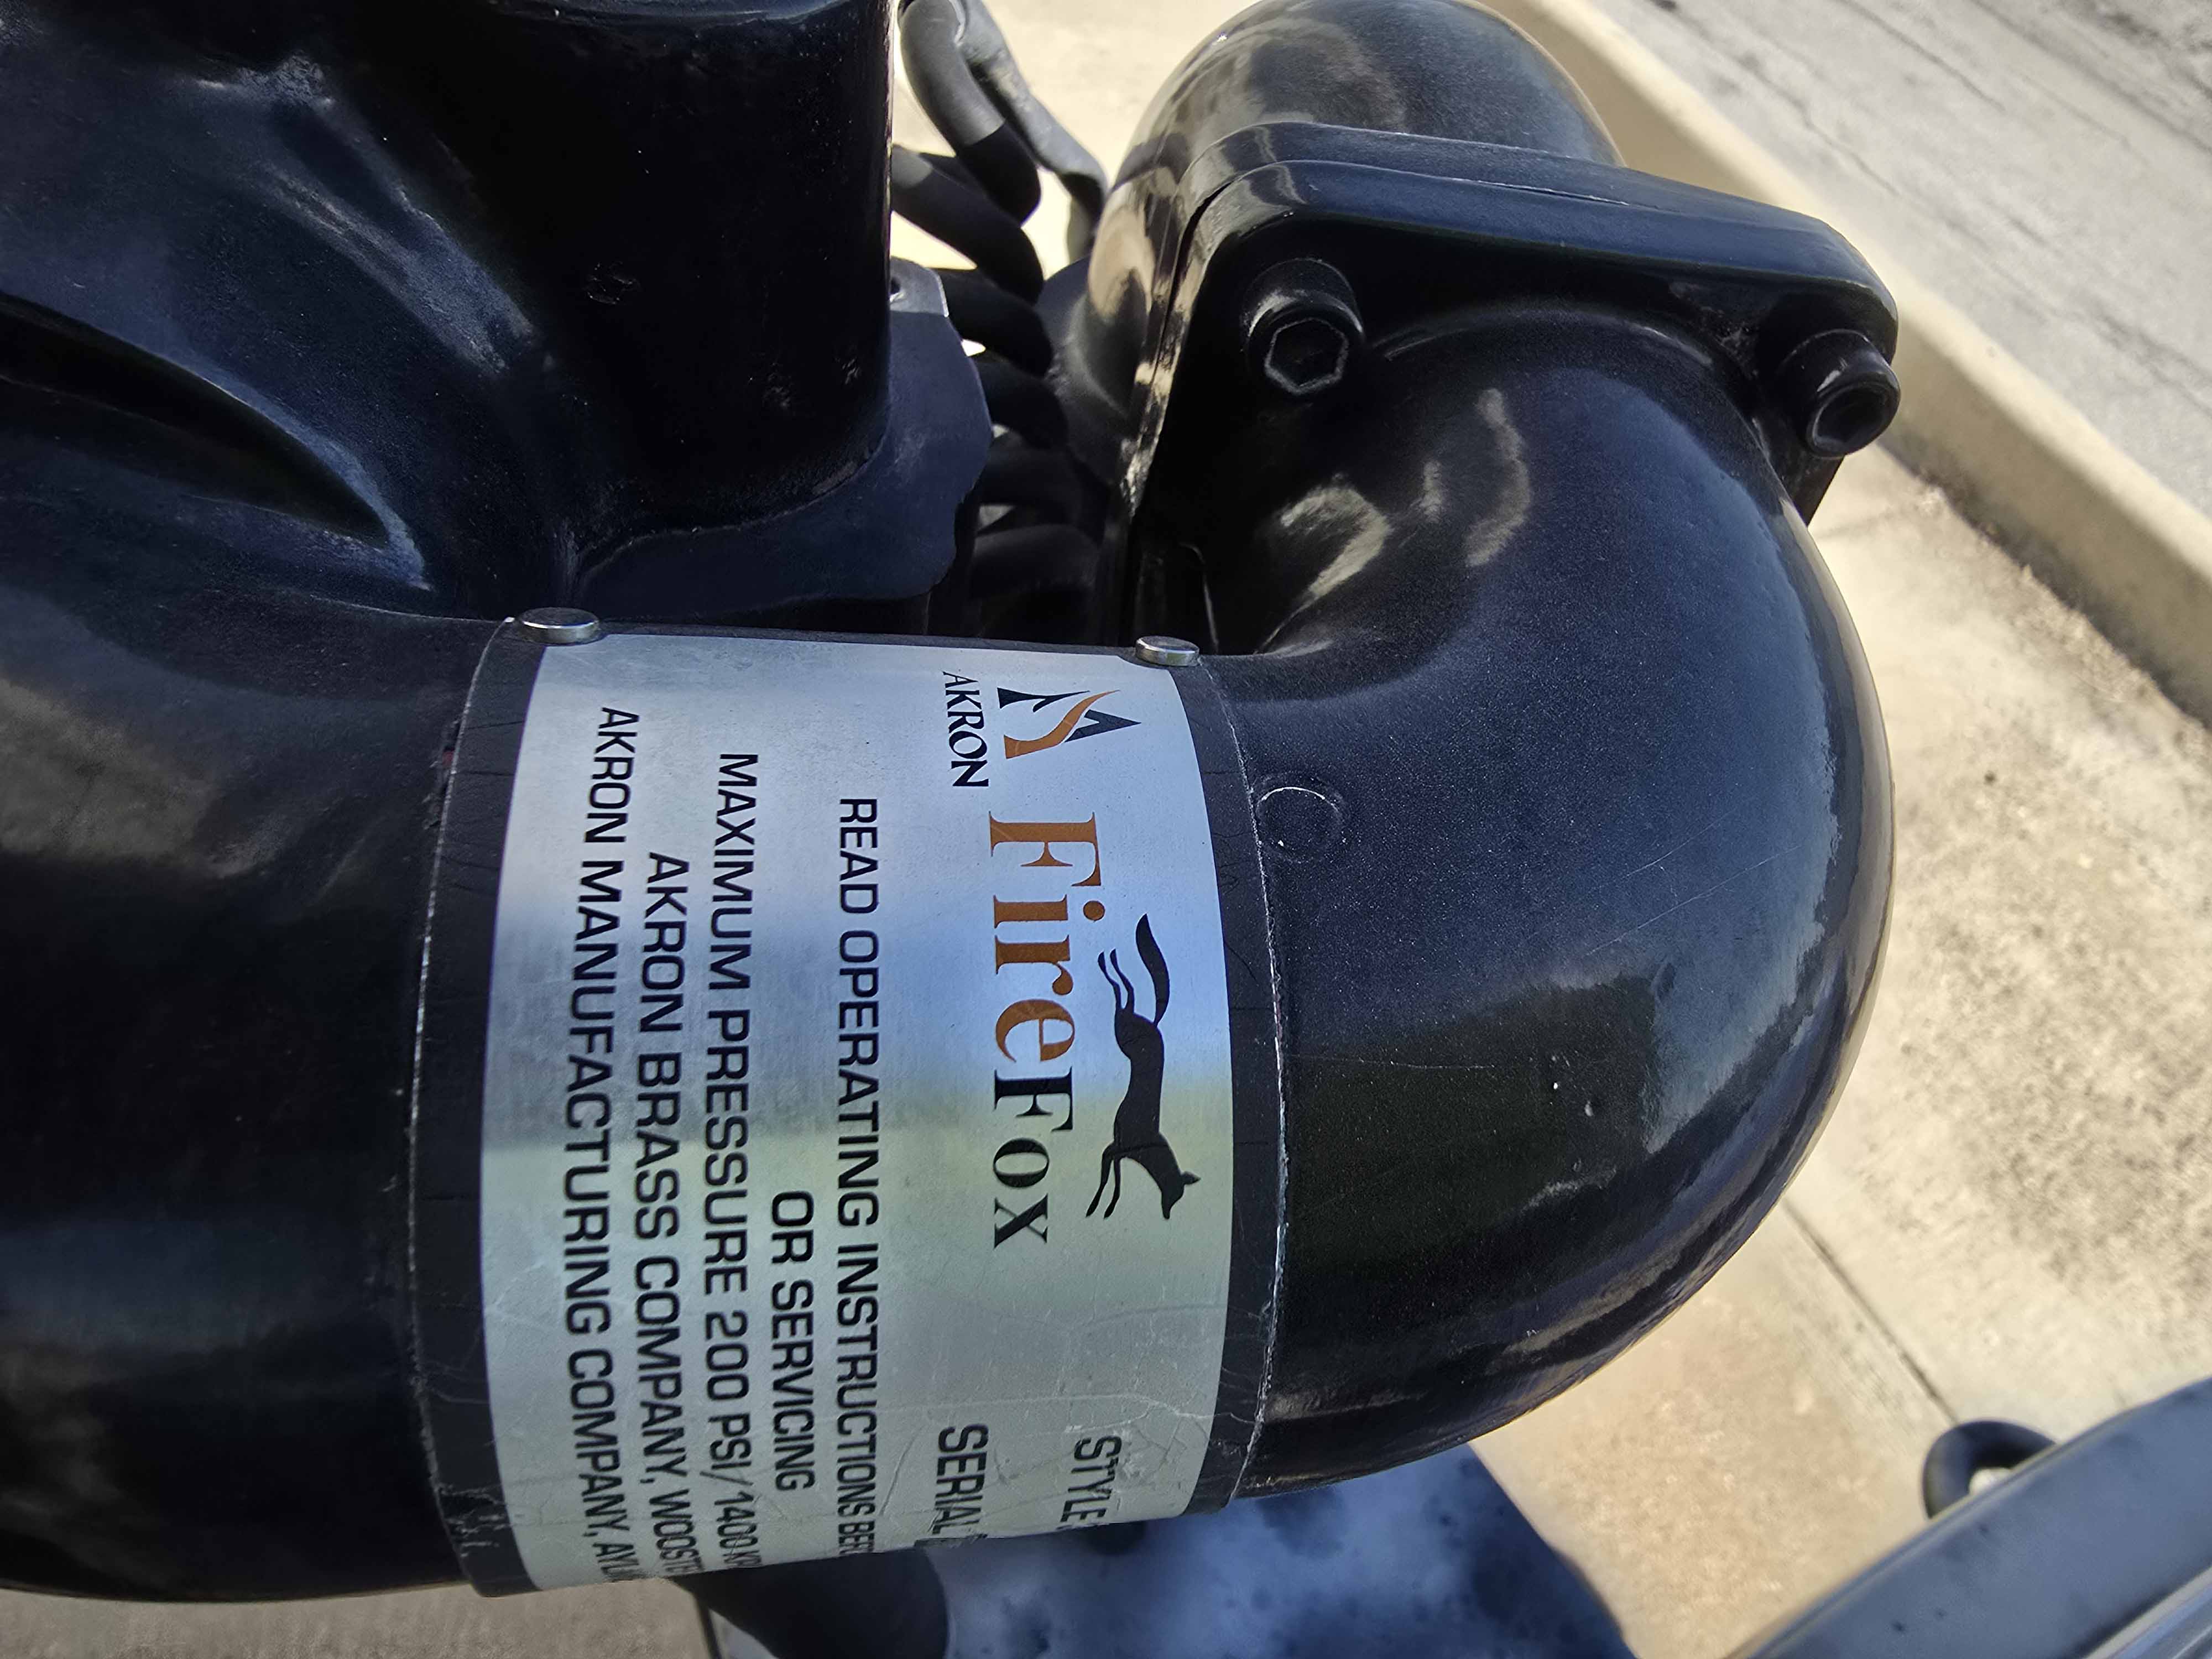 AKRON
FireFox
STYLE
SERIAL
READ OPERATING INSTRUCTIONS
OR SERVICING
MAXIMUM PRESSURE 200 PSI/1400
AKRON BRASS COMPANY,
AKRON MANUFACTURING COMPANY,